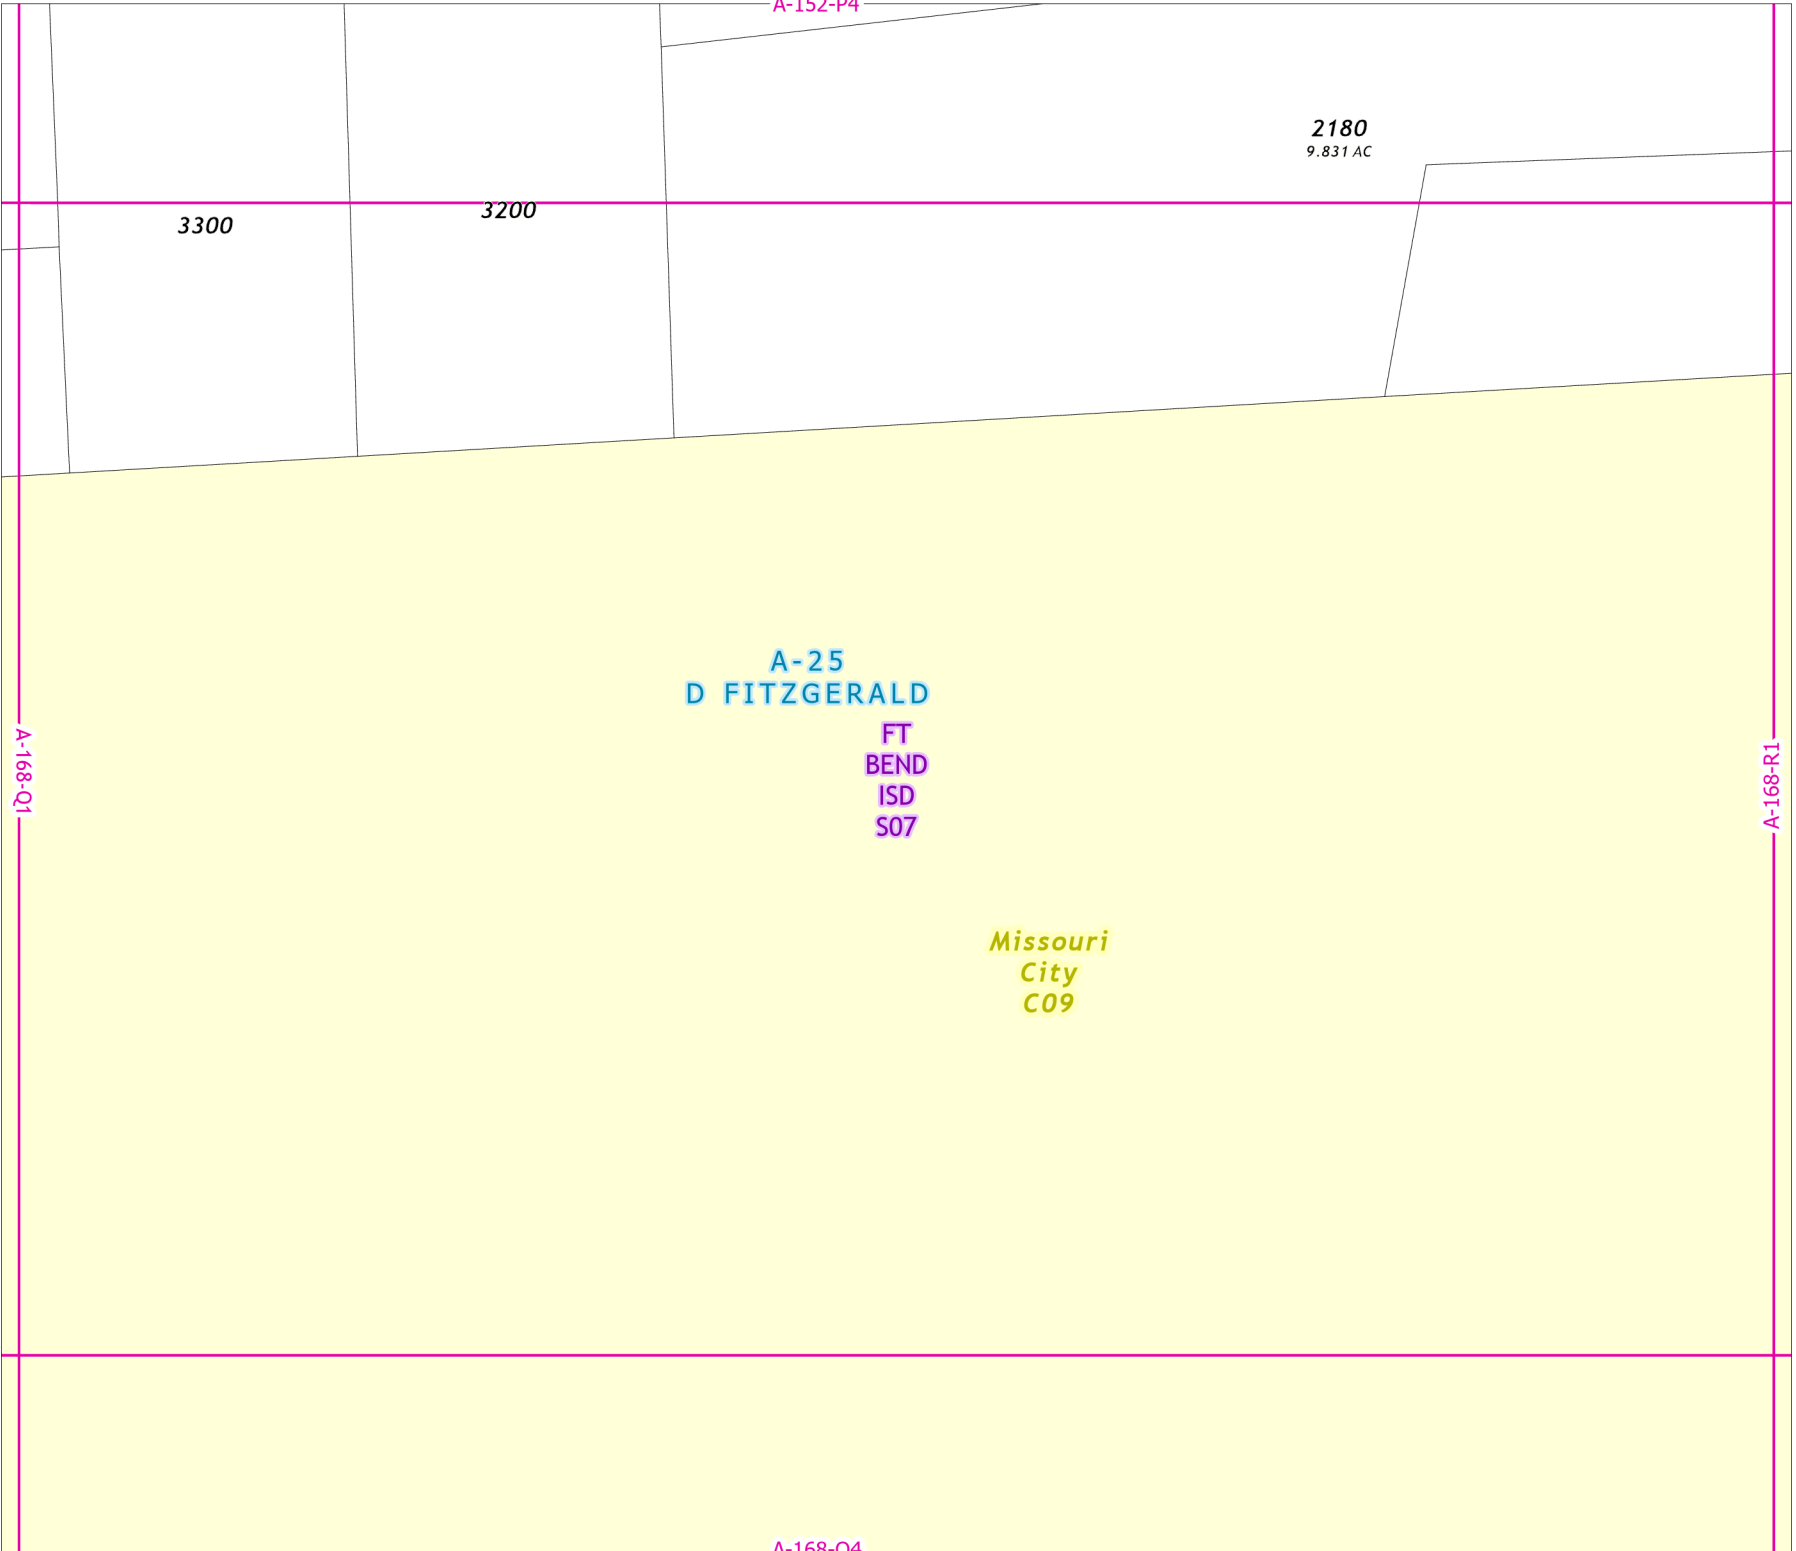 A-152-P4
2180
9.831 AC
3300
3200
A-25
D FITZGERALD
FT
BEND
ISD
S07
A-168-Q1
A-168-R1
Missouri
City
C09
A-168-Q4